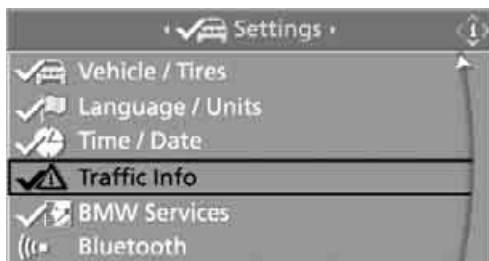 Settings
i
Vehicle / Tires
Language / Units
Time / Date
Traffic Info
BMW Services
Bluetooth